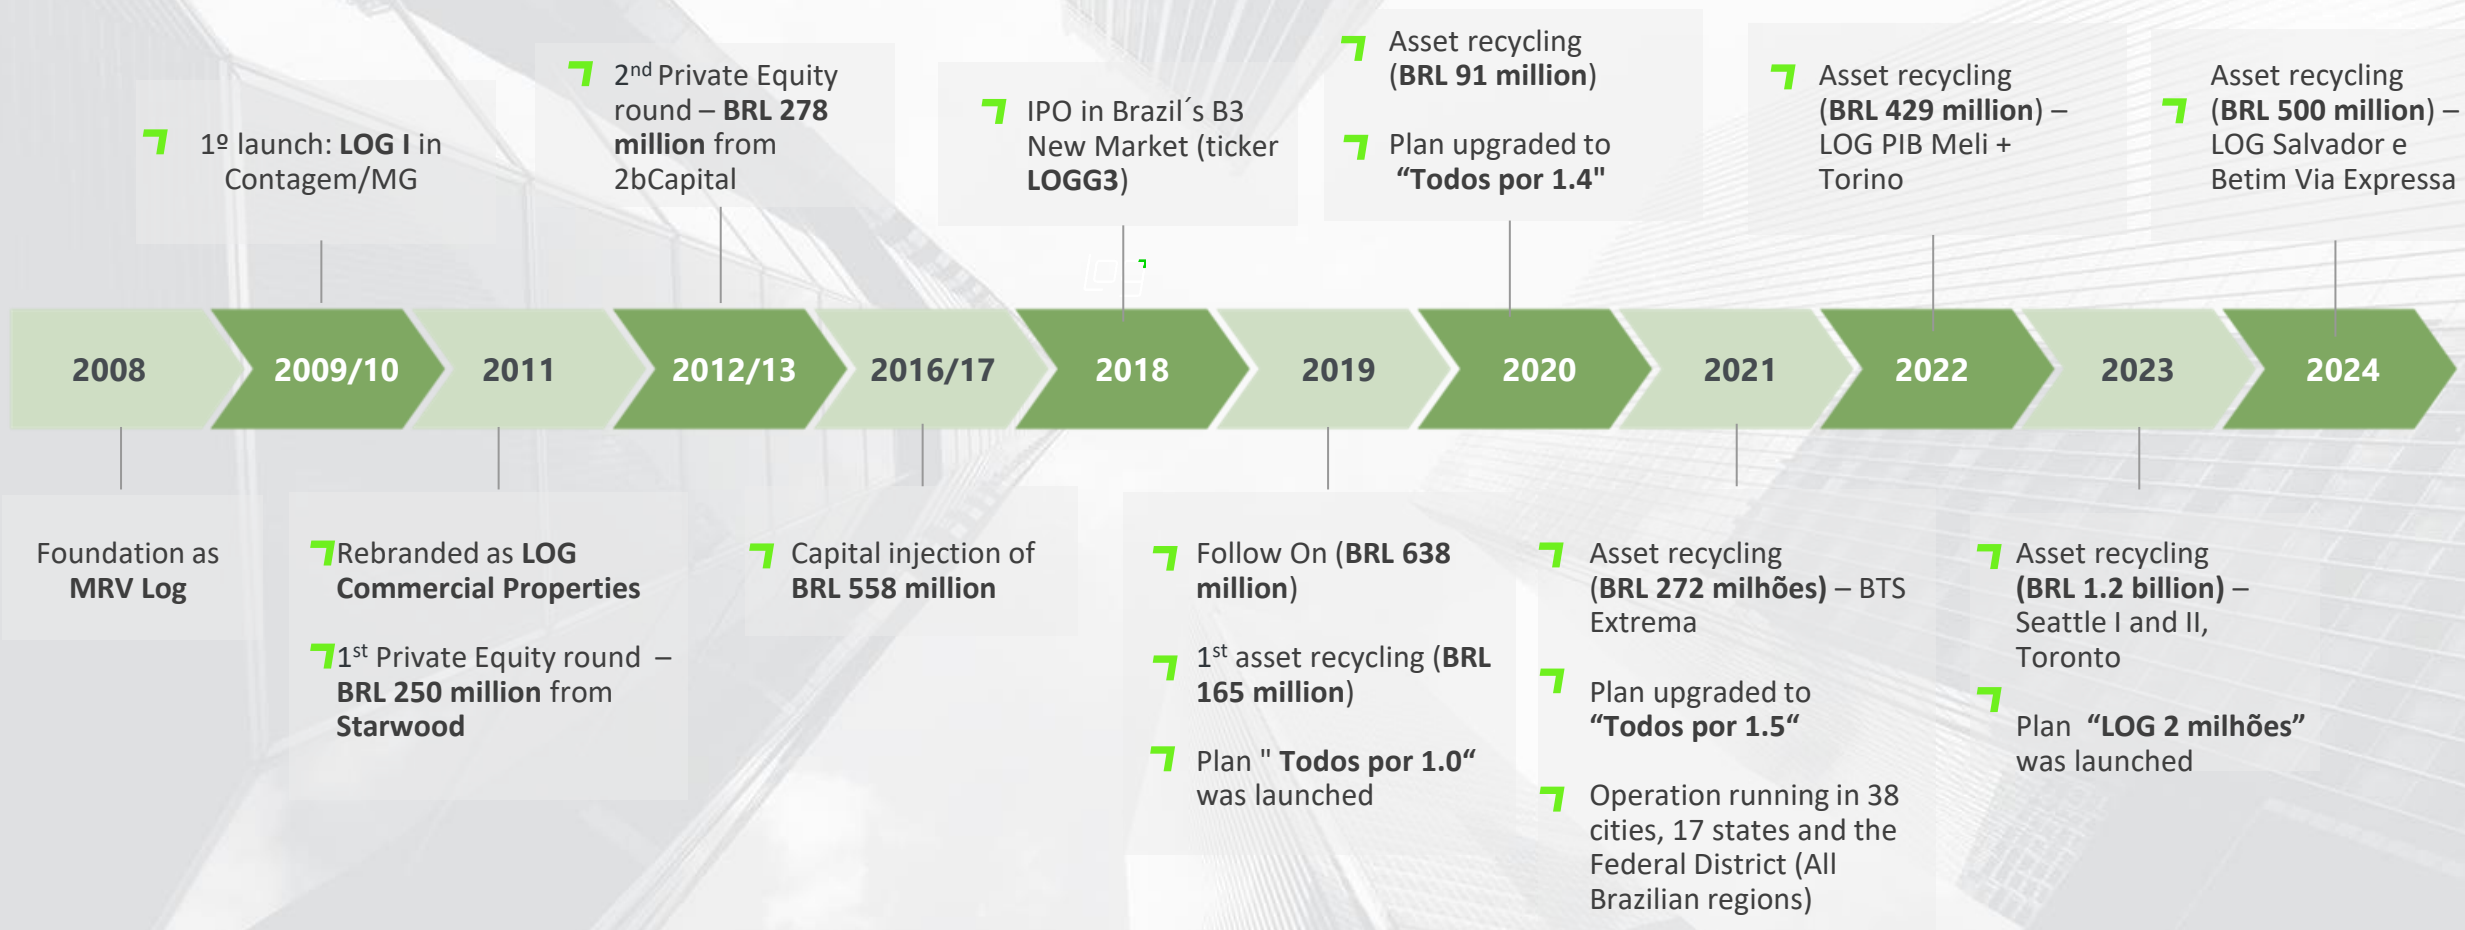 1º launch: LOG I in
Contagem/MG
2nd Private Equity
round – BRL 278
million from
2bCapital
IPO in Brazil´s B3
New Market (ticker
LOGG3)
Asset recycling
(BRL 91 million)
Plan upgraded to
“Todos por 1.4"
Asset recycling
(BRL 429 million) –
LOG PIB Meli +
Torino
Asset recycling
(BRL 500 million) –
LOG Salvador e
Betim Via Expressa
LOG
2008
2009/10
2011
2012/13
2016/17
2018
2019
2020
2021
2022
2023
2024
Foundation as
MRV Log
Rebranded as LOG
Commercial Properties
1st Private Equity round –
BRL 250 million from
Starwood
Capital injection of
BRL 558 million
Follow On (BRL 638
million)
1st asset recycling (BRL
165 million)
Plan " Todos por 1.0“
was launched
Asset recycling
(BRL 272 milhões) – BTS
Extrema
Plan upgraded to
“Todos por 1.5“
Operation running in 38
cities, 17 states and the
Federal District (All
Brazilian regions)
Asset recycling
(BRL 1.2 billion) –
Seattle I and II,
Toronto
Plan “LOG 2 milhões”
was launched